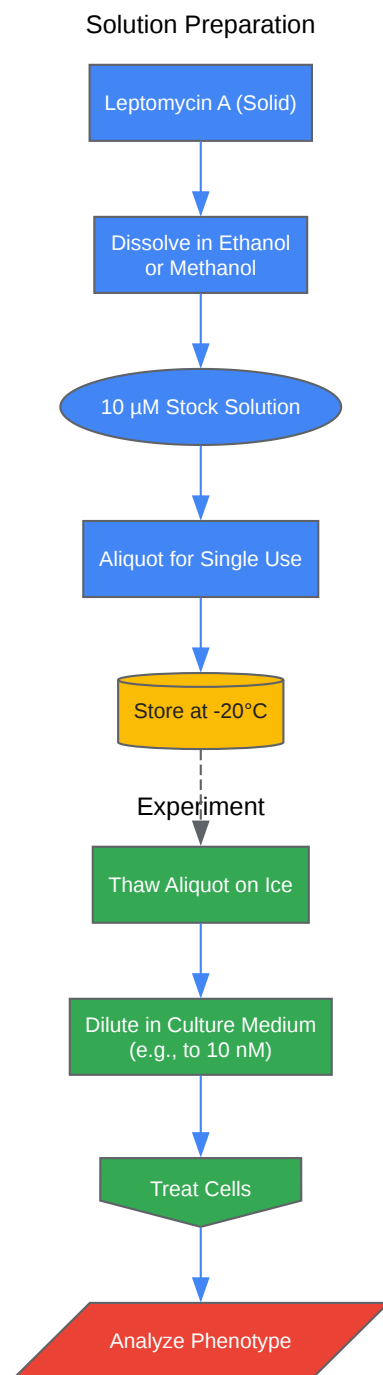 Solution Preparation
Leptomycin A (Solid)
Dissolve in Ethanol
or Methanol
10 µM Stock Solution
Aliquot for Single Use
Store at -20°C
Experiment
Thaw Aliquot on Ice
Dilute in Culture Medium
(e.g., to 10 nM)
Treat Cells
Analyze Phenotype